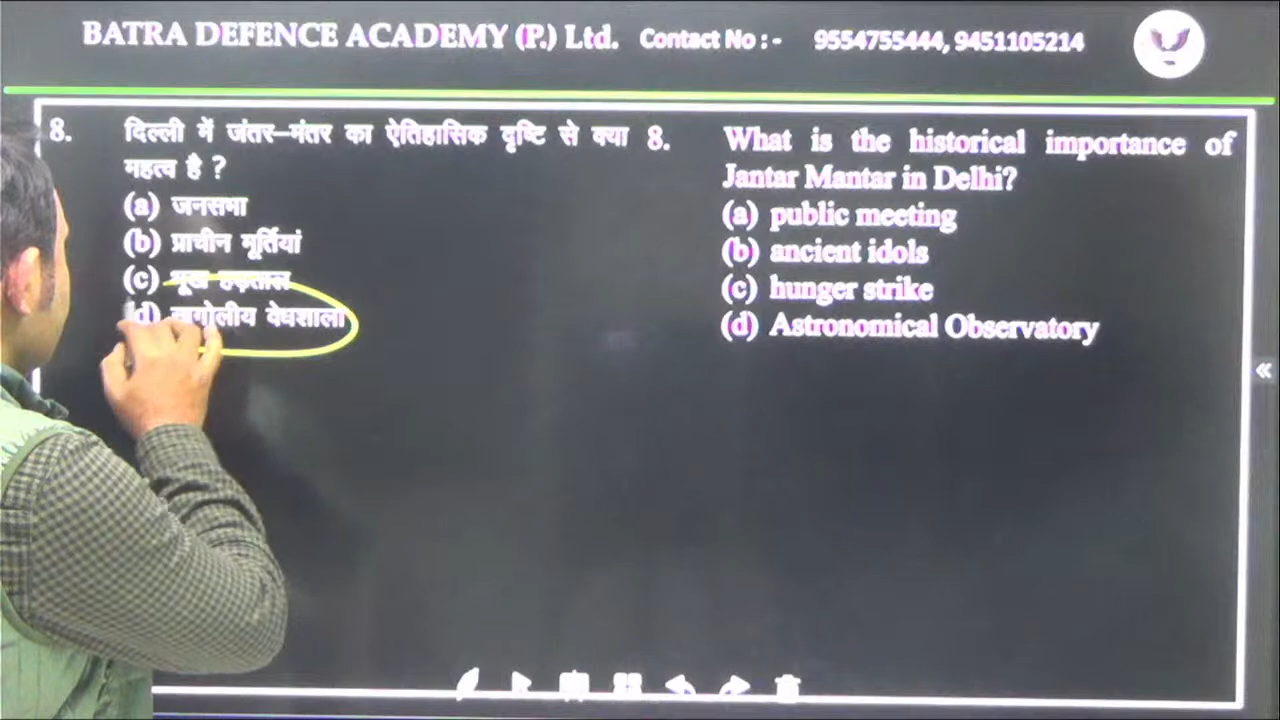 BATRA DEFENCE ACADEMY (P.) Ltd. Contact No :- 9554755444, 9451105214
8. दिल्ली में जंतर–मंतर का ऐतिहासिक दृष्टि से क्या
महत्व है ?
(a) जनसभा
(b) प्राचीन मूर्तियां
(c) भूख हड़ताल
(d) खगोलीय वेधशाला
8. What is the historical importance of
Jantar Mantar in Delhi?
(a) public meeting
(b) ancient idols
(c) hunger strike
(d) Astronomical Observatory